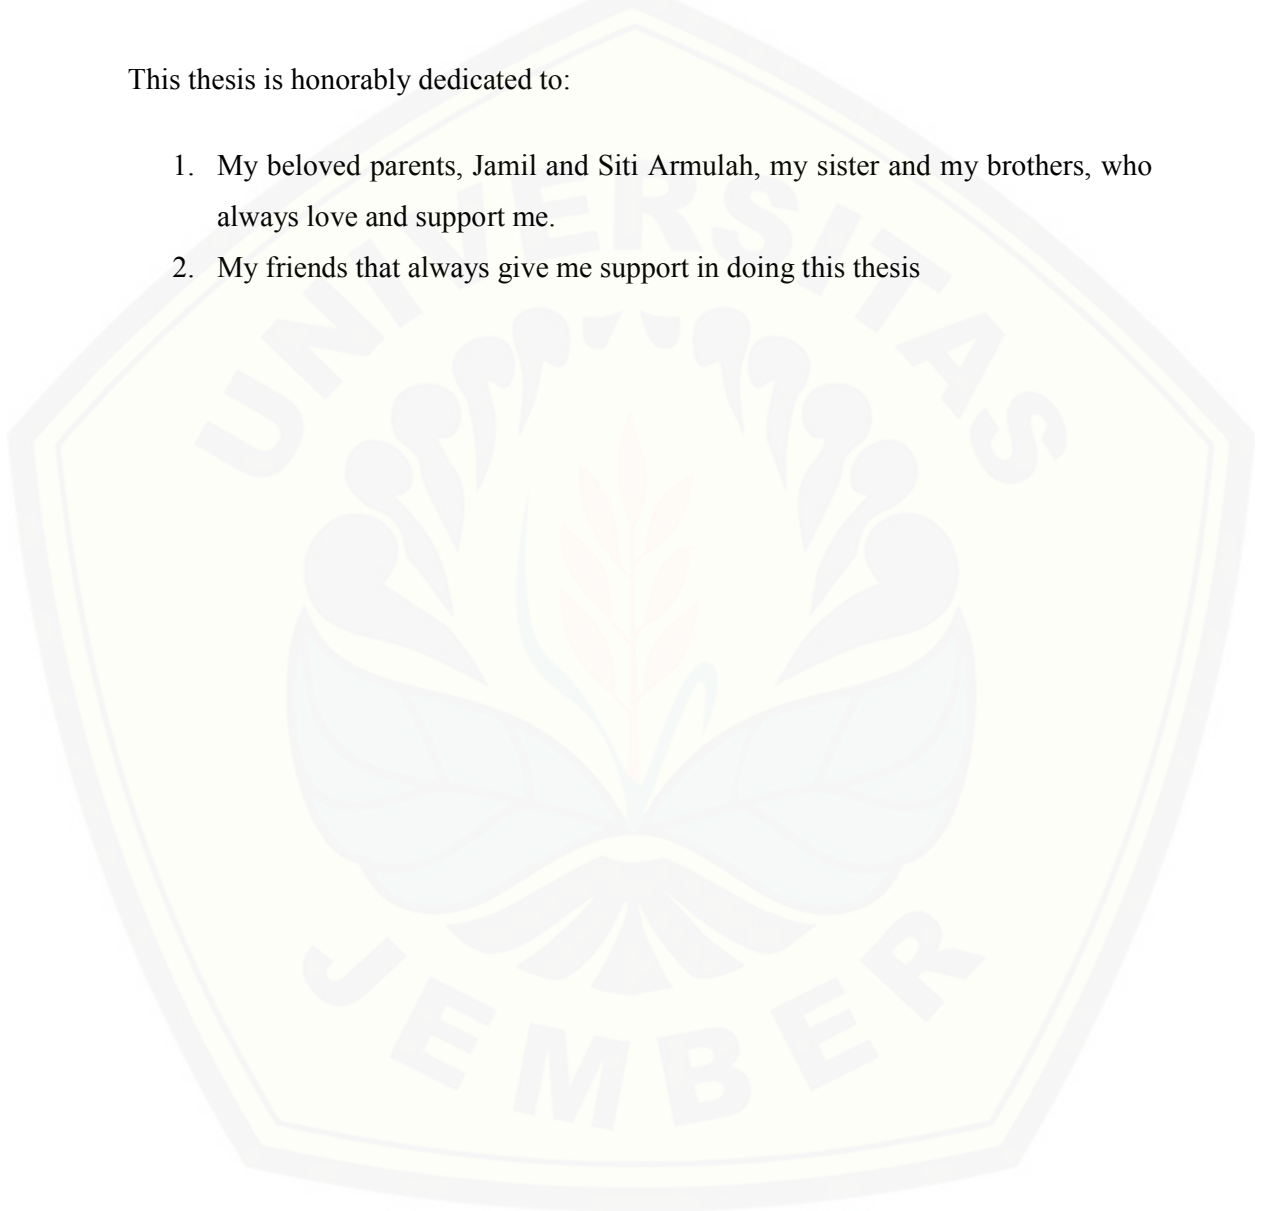 This thesis is honorably dedicated to:
1. My beloved parents, Jamil and Siti Armulah, my sister and my brothers, who
always love and support me.
2. My friends that always give me support in doing this thesis
UNIVERSITAS
JEMBER